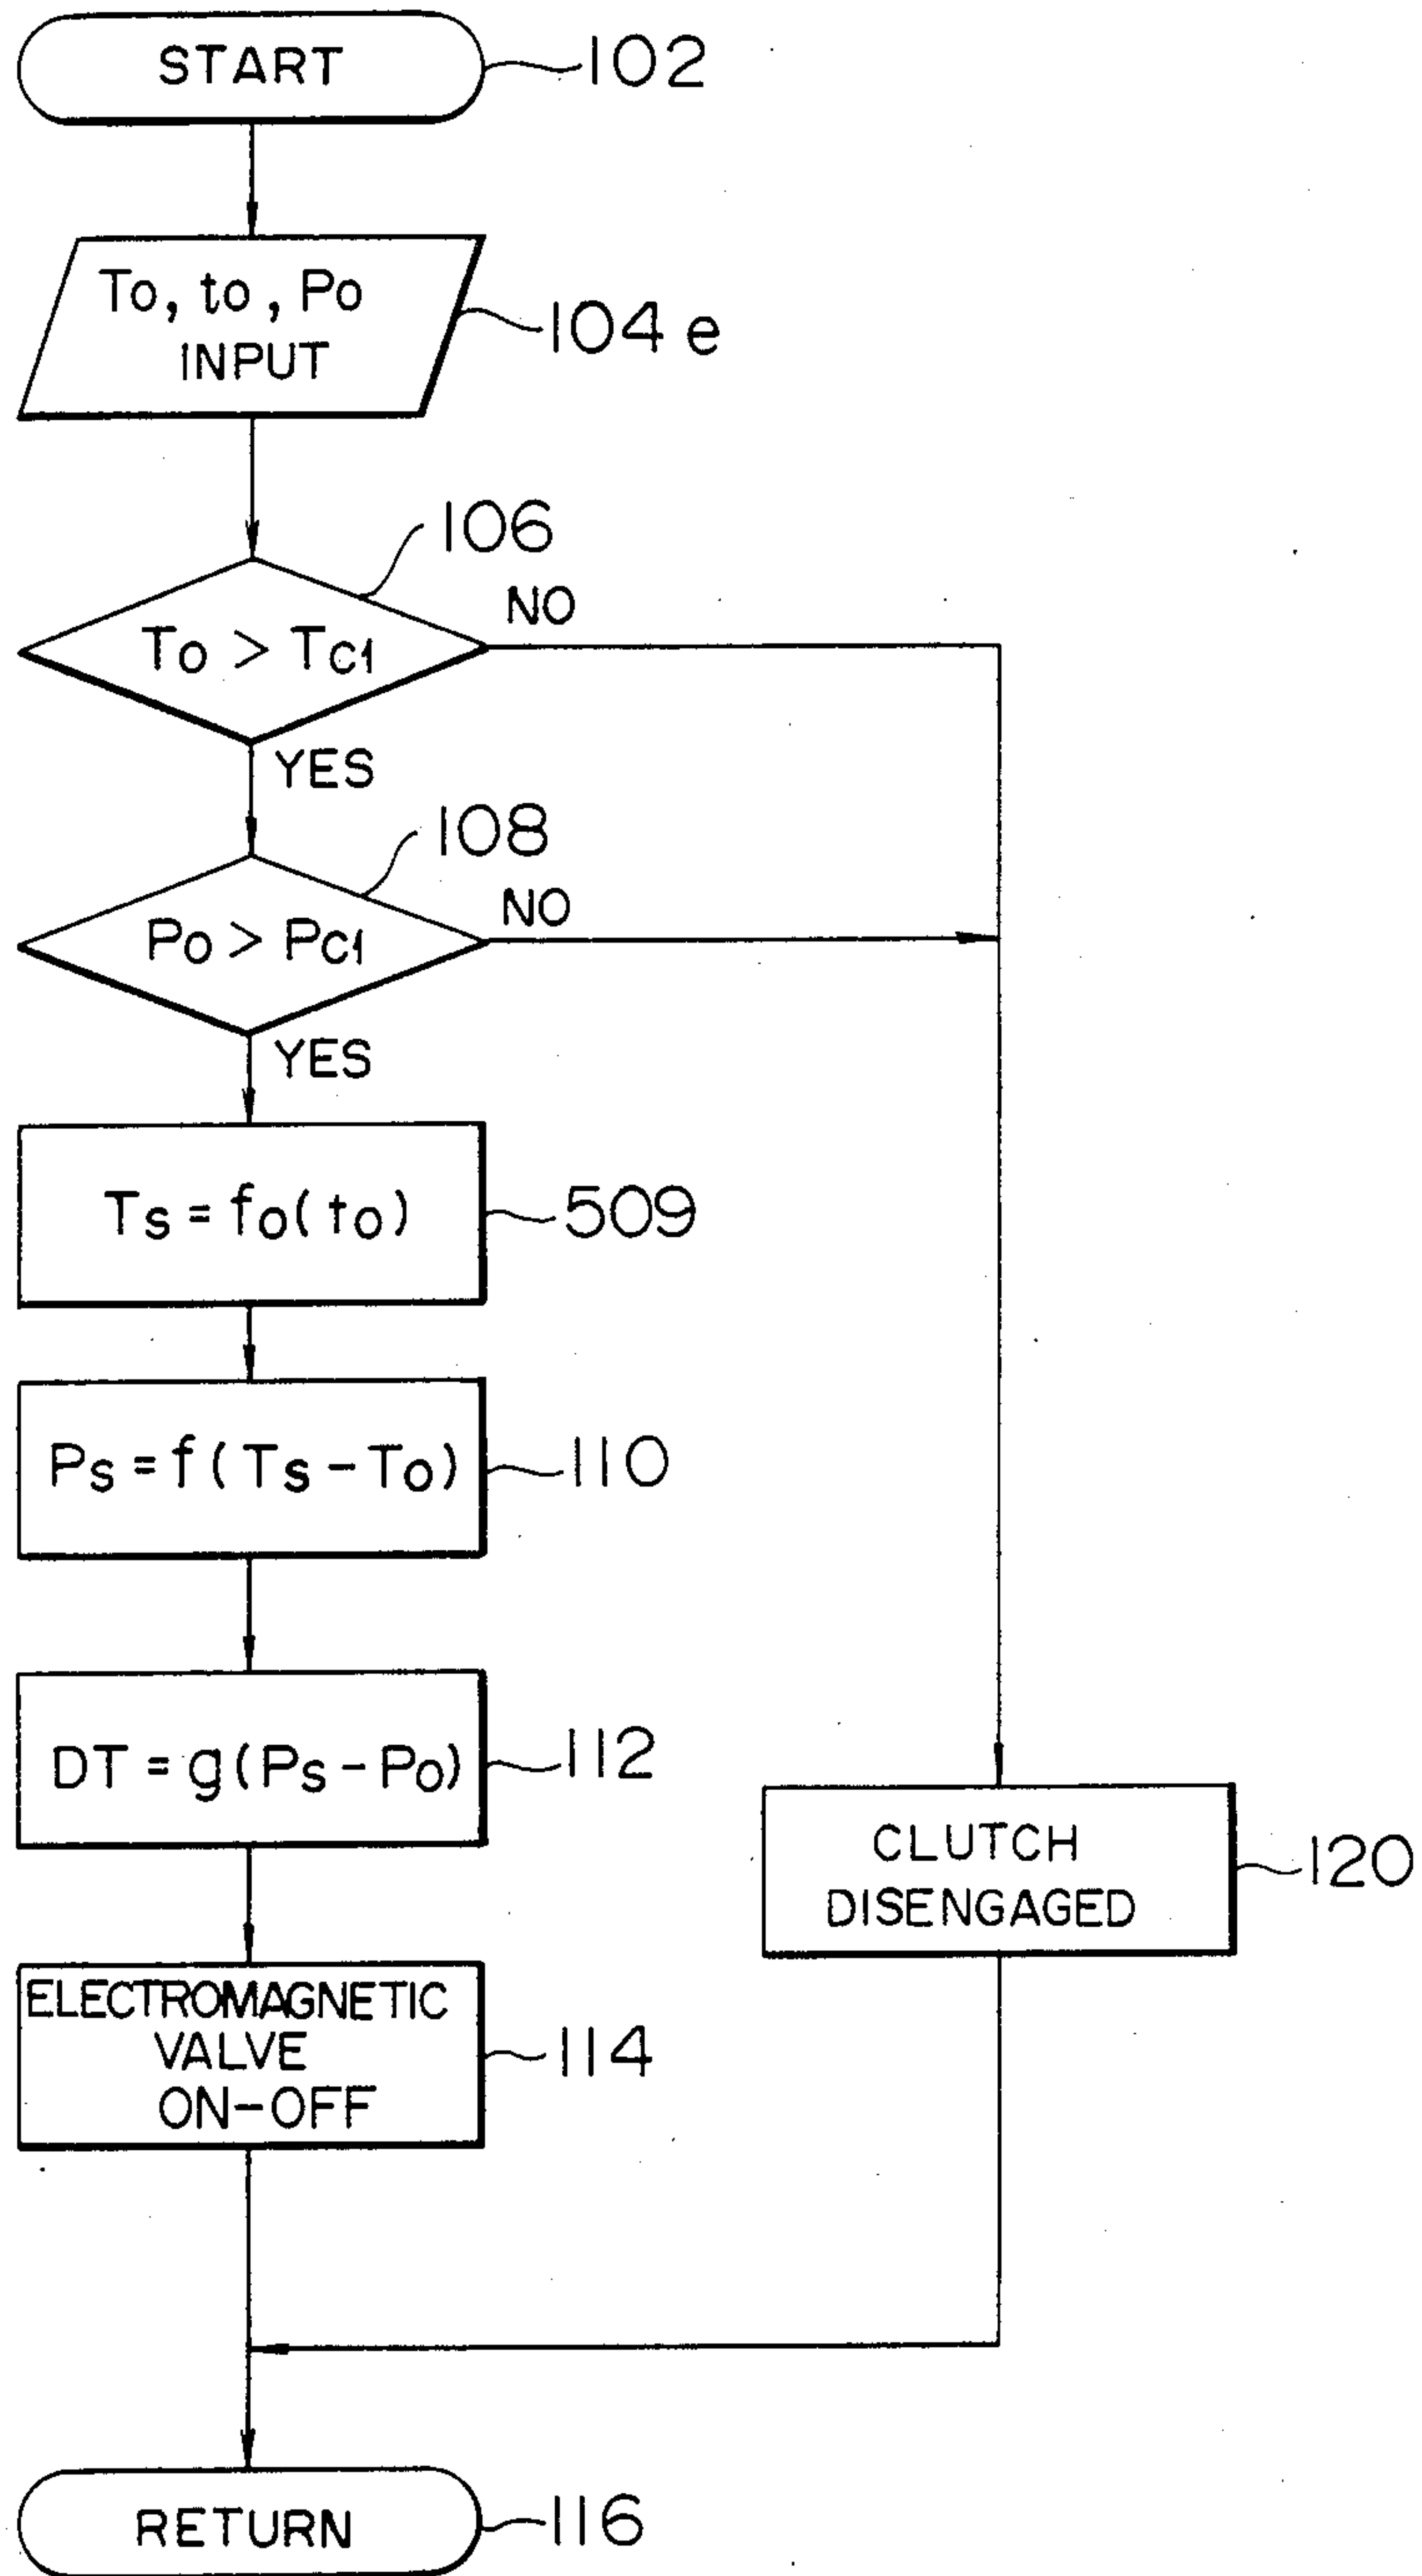 START
102
To, to, Po
INPUT
104 e
106
NO
To > Tc1
YES
108
NO
Po > Pc1
YES
Ts = fo(to)
509
Ps = f(Ts - To)
110
DT = g(Ps - Po)
112
CLUTCH
DISENGAGED
120
ELECTROMAGNETIC
VALVE
ON-OFF
114
RETURN
116